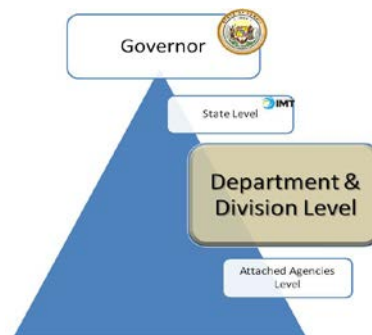 Governor
IMT
State Level
Department &
Division Level
Attached Agencies
Level